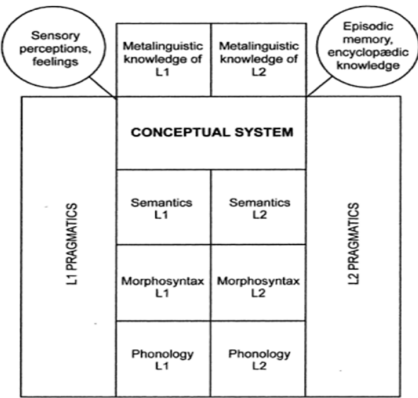 Sensory
perceptions,
feelings
Metalinguistic
knowledge of
L1
Metalinguistic
knowledge of
L2
Episodic
memory,
encyclopædic
knowledge
CONCEPTUAL SYSTEM
L1 PRAGMATICS
Semantics
L1
Semantics
L2
L2 PRAGMATICS
Morphosyntax
L1
Morphosyntax
L2
Phonology
L1
Phonology
L2